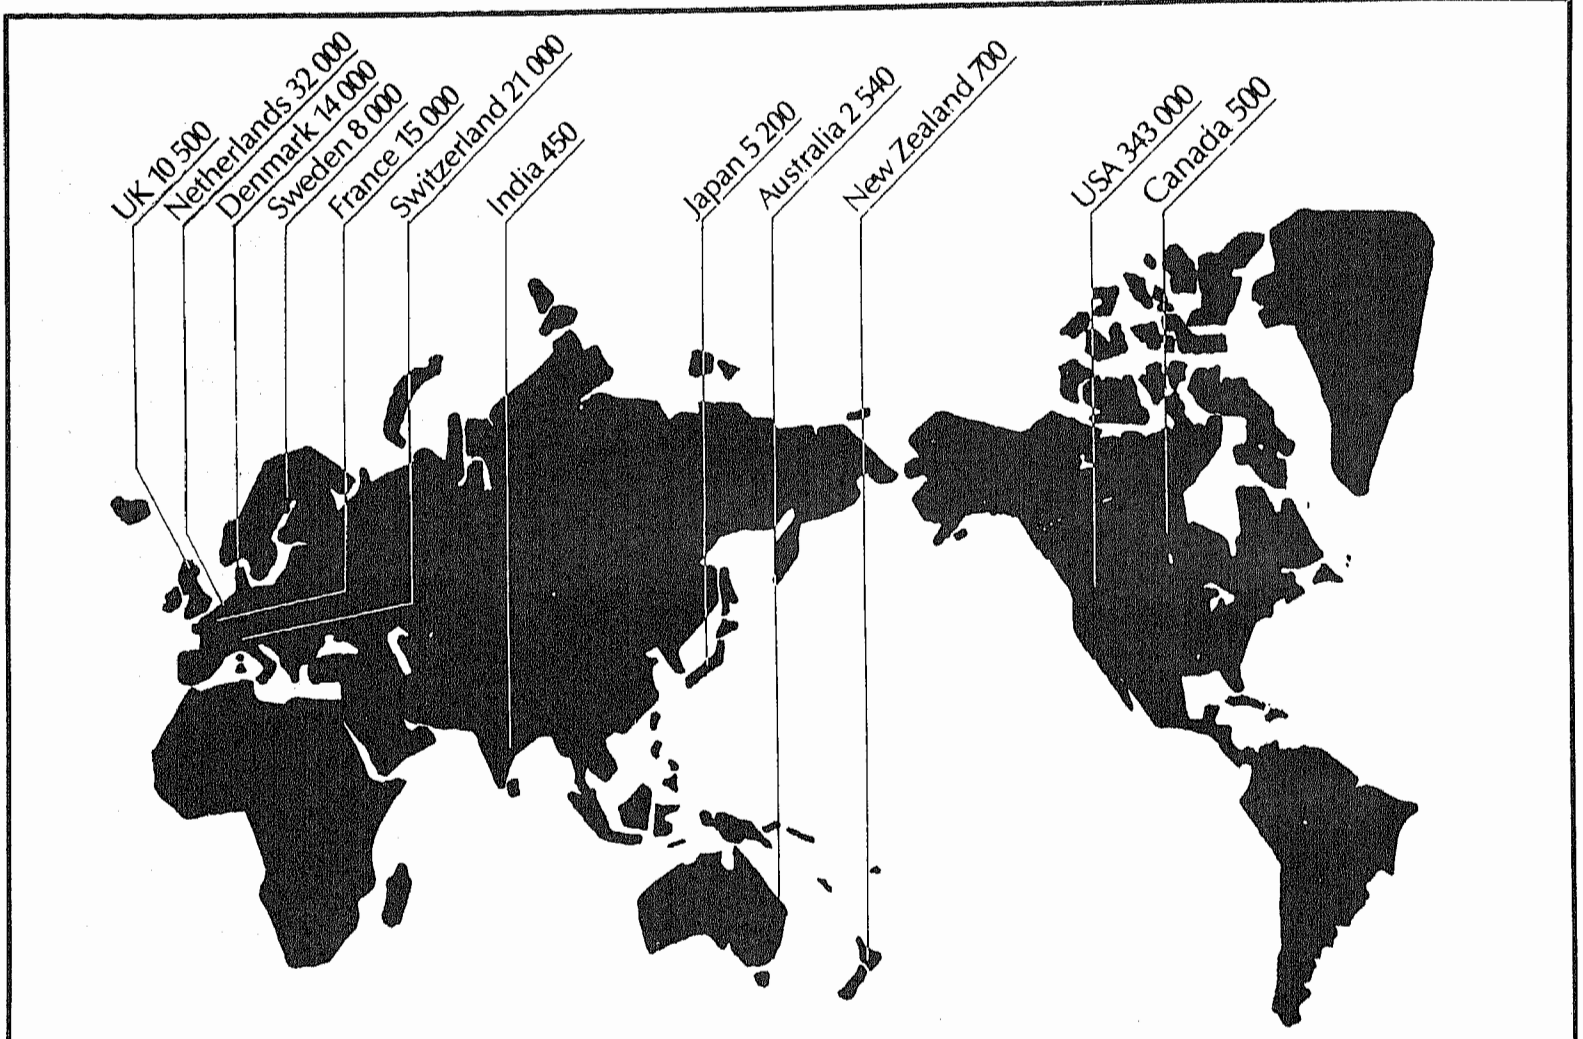 UK 10 500
Netherlands 32 000
Denmark 14 000
Sweden 8 000
France 15 000
Switzerland 21 000
India 450
Japan 5 200
Australia 2 540
New Zealand 700
USA 343 000
Canada 500